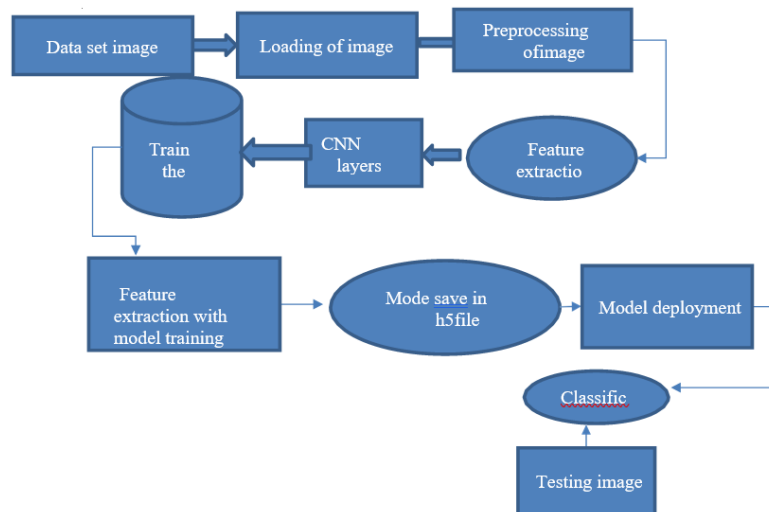 Data set image
Loading of image
Preprocessing
ofimage
Train
the
CNN
layers
Feature
extractio
Feature
extraction with
model training
Mode save in
h5file
Model deployment
Classific
Testing image